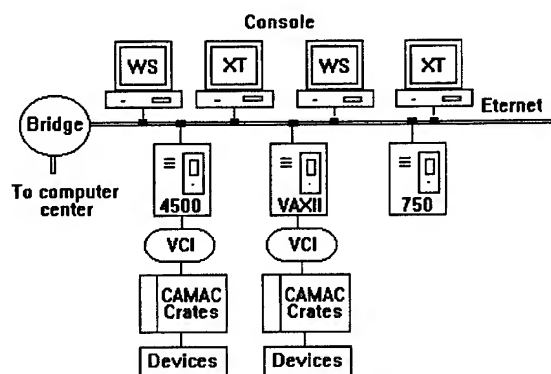 Console
WS
XT
WS
XT
Eternet
Bridge
To computer
center
4500
VAXII
750
VCI
VCI
CAMAC
Crates
CAMAC
Crates
Devices
Devices